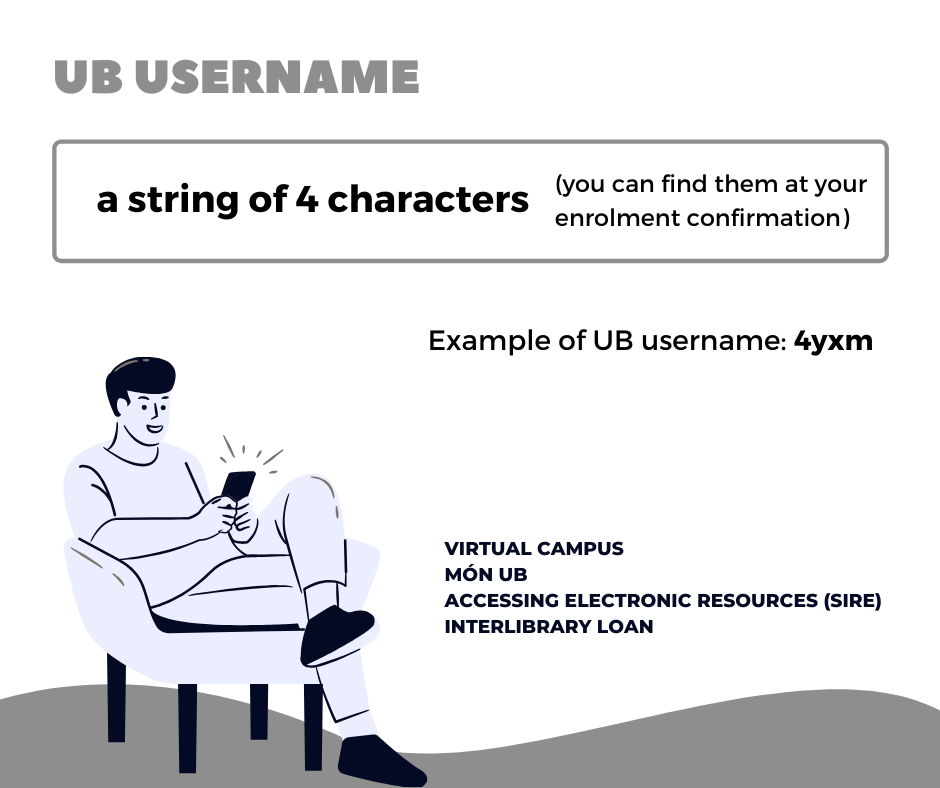 UB USERNAME
a string of 4 characters
(you can find them at your
enrolment confirmation)
Example of UB username: 4yxm
VIRTUAL CAMPUS
MÓN UB
ACCESSING ELECTRONIC RESOURCES (SIRE)
INTERLIBRARY LOAN